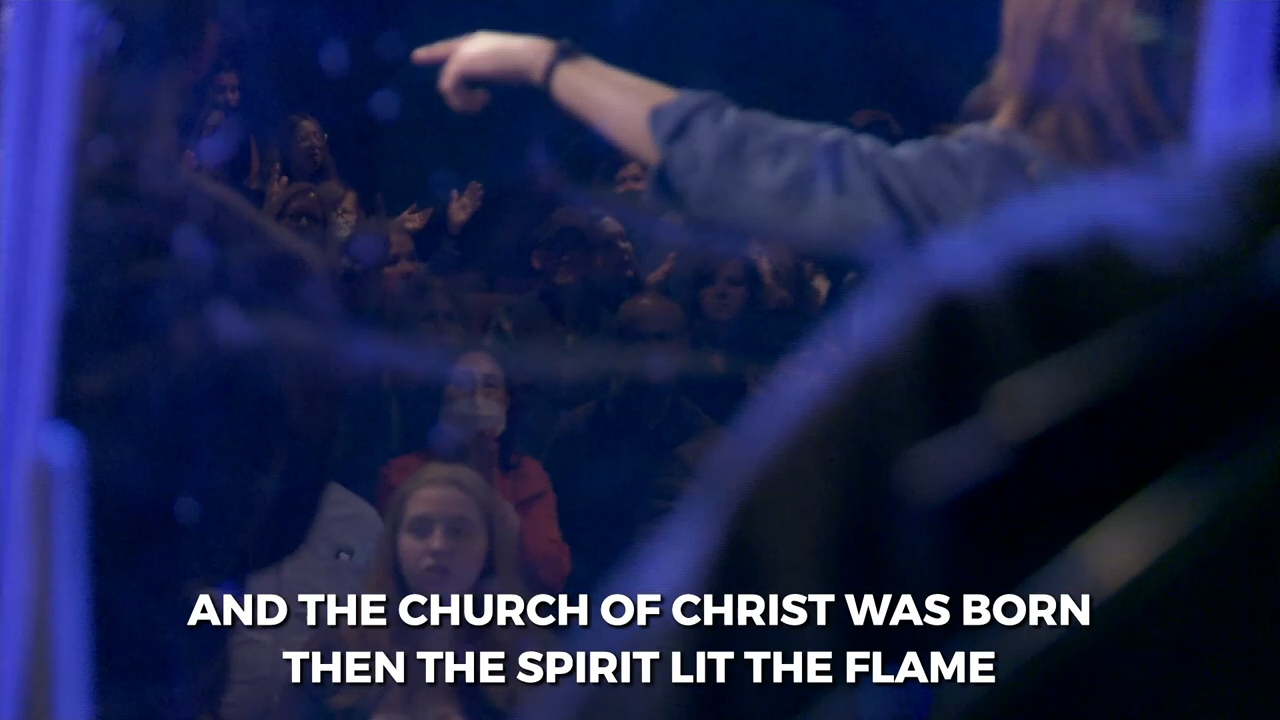 AND THE CHURCH OF CHRIST WAS BORN
THEN THE SPIRIT LIT THE FLAME